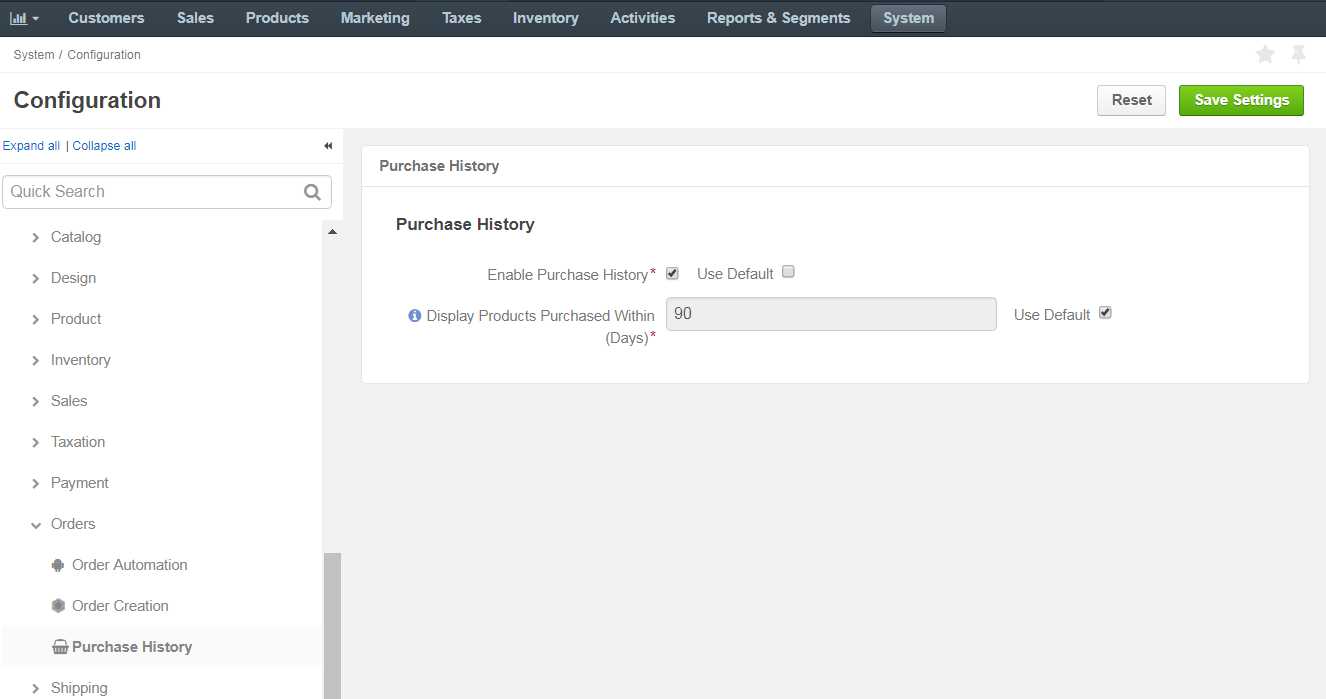 Customers Sales Products Marketing Taxes Inventory Activities Reports & Segments System
System / Configuration
Configuration
Reset
Save Settings
Expand all | Collapse all
Quick Search
Catalog
Design
Product
Inventory
Sales
Taxation
Payment
Orders
Order Automation
Order Creation
Purchase History
Shipping
Purchase History
Purchase History
Enable Purchase History* Use Default
Display Products Purchased Within 90 Use Default
(Days)*